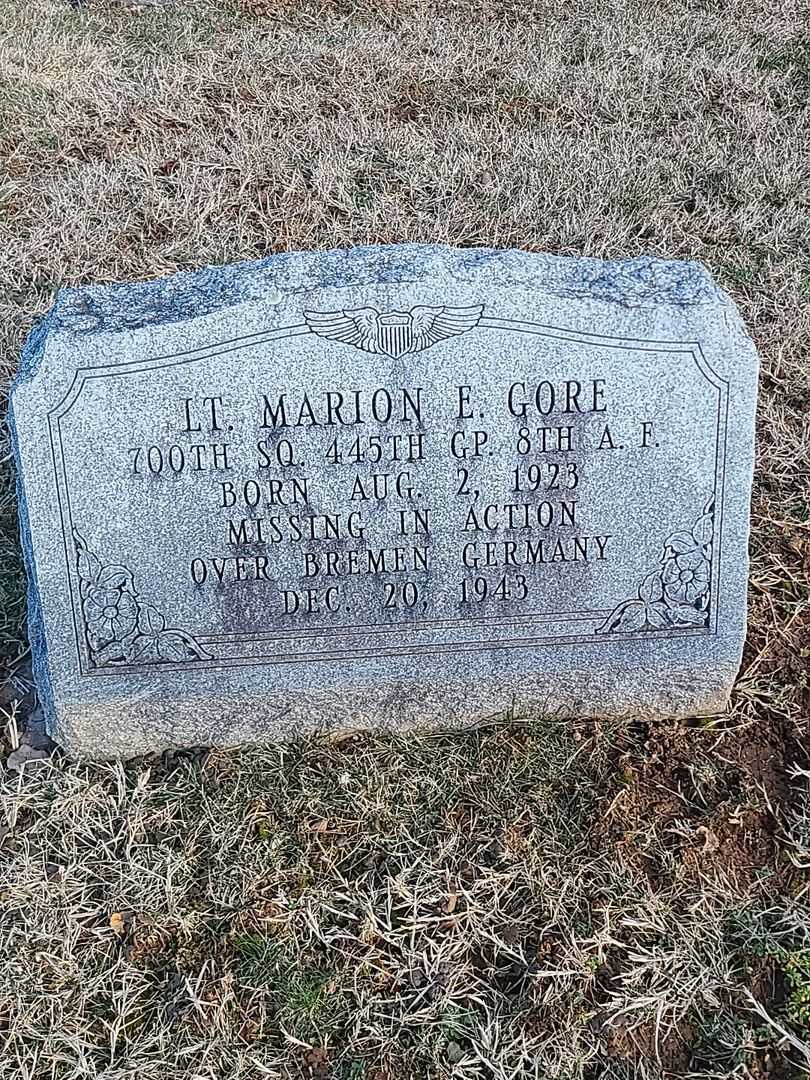 LT. MARION E. GORE
700TH SQ. 445TH GP. 8TH A. F.
BORN AUG. 2, 1923
MISSING IN ACTION
OVER BREMEN GERMANY
DEC. 20, 1943